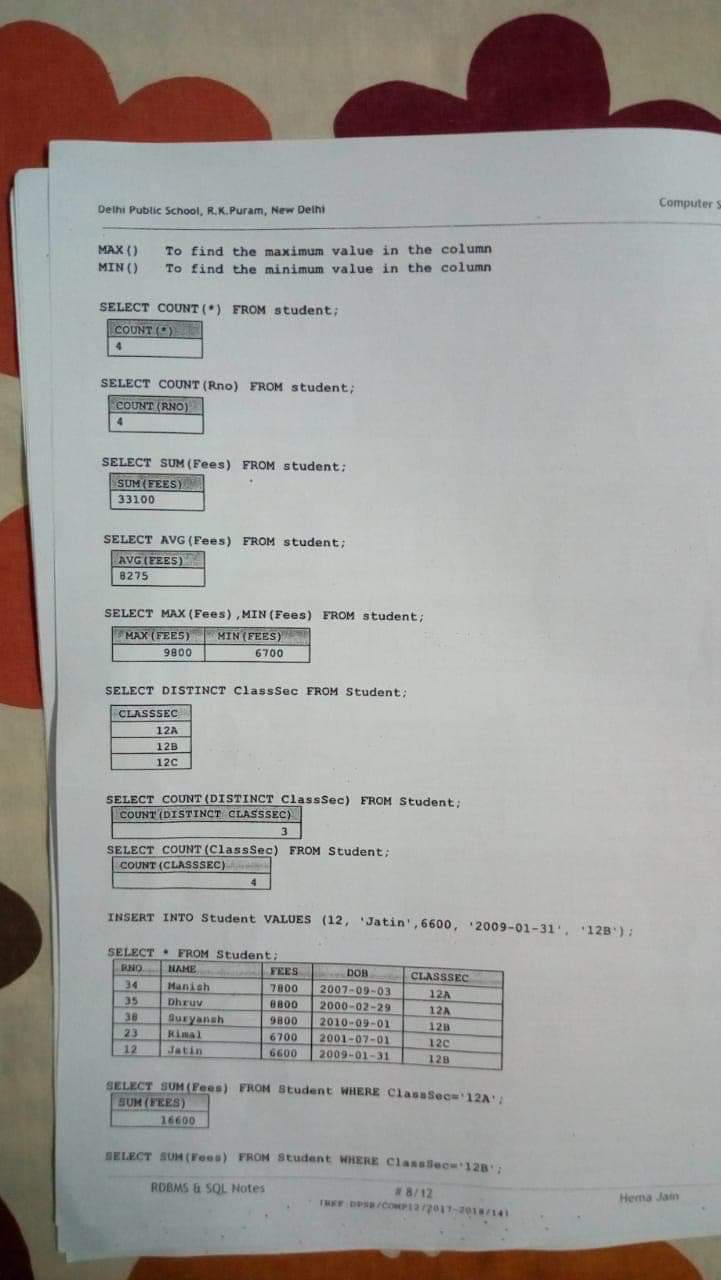 Delhi Public School, R.K.Puram, New Delhi
Computer S
MAX() To find the maximum value in the column
MIN() To find the minimum value in the column
SELECT COUNT(*) FROM student;
COUNT(*)
4
SELECT COUNT(Rno) FROM student;
COUNT(RNO)
4
SELECT SUM(Fees) FROM student;
SUM(FEES)
33100
SELECT AVG(Fees) FROM student;
AVG(FEES)
8275
SELECT MAX(Fees),MIN(Fees) FROM student;
MAX(FEES) MIN(FEES)
9800 6700
SELECT DISTINCT ClassSec FROM Student;
CLASSSEC
12A
12B
12C
SELECT COUNT(DISTINCT ClassSec) FROM Student;
COUNT(DISTINCT CLASSSEC)
3
SELECT COUNT(ClassSec) FROM Student;
COUNT(CLASSSEC)
4
INSERT INTO Student VALUES (12, 'Jatin',6600, '2009-01-31', '12B');
SELECT * FROM Student;
RNO NAME FEES DOB CLASSSEC
34 Manish 7800 2007-09-03 12A
35 Dhruv 8800 2000-02-29 12A
38 Suryansh 9800 2010-09-01 12B
23 Rimal 6700 2001-07-01 12C
12 Jatin 6600 2009-01-31 12B
SELECT SUM(Fees) FROM Student WHERE ClassSec='12A';
SUM(FEES)
16600
SELECT SUM(Fees) FROM Student WHERE ClassSec='12B';
RDBMS & SQL Notes # 8/12 Hema Jain
[REF:DPSR/COMP12/2017-2018/14]